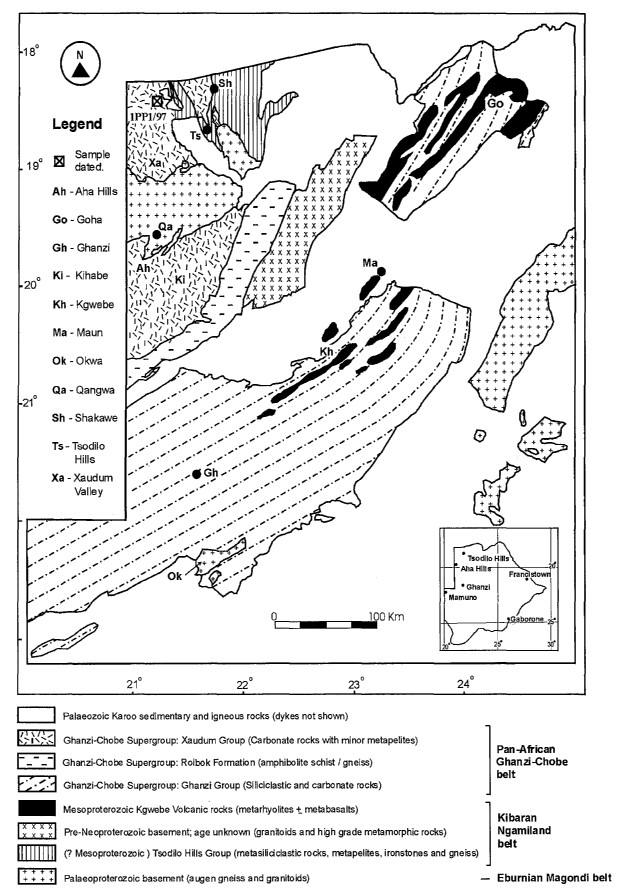 18°
N
Sh
1PP1/97
Go
Legend
Ts
Sample
dated.
Xa
19°
Ah - Aha Hills
Go - Goha
Qa
Gh - Ghanzi
Ah
Ki
Ki - Kihabe
Ma
20°
Kh - Kgwebe
Ma - Maun
Kh
Ok - Okwa
Qa - Qangwa
21°
Sh - Shakawe
Ts - Tsodilo
Hills
Gh
Xa - Xaudum
Valley
Tsodilo Hills
20°
Aha Hills
Francistown
Ok
Ghanzi
Mamuno
0 100 Km
Gaborone
25°
20° 25° 30°
21° 22° 23° 24°
Palaeozoic Karoo sedimentary and igneous rocks (dykes not shown)
Ghanzi-Chobe Supergroup: Xaudum Group (Carbonate rocks with minor metapelites)
Ghanzi-Chobe Supergroup: Roibok Formation (amphibolite schist / gneiss)
Ghanzi-Chobe Supergroup: Ghanzi Group (Siliciclastic and carbonate rocks)
Pan-African
Ghanzi-Chobe
belt
Mesoproterozoic Kgwebe Volcanic rocks (metarhyolites ± metabasalts)
Pre-Neoproterozoic basement; age unknown (granitoids and high grade metamorphic rocks)
(? Mesoproterozoic ) Tsodilo Hills Group (metasiliciclastic rocks, metapelites, ironstones and gneiss)
Kibaran
Ngamiland
belt
Palaeoproterozoic basement (augen gneiss and granitoids)
– Eburnian Magondi belt